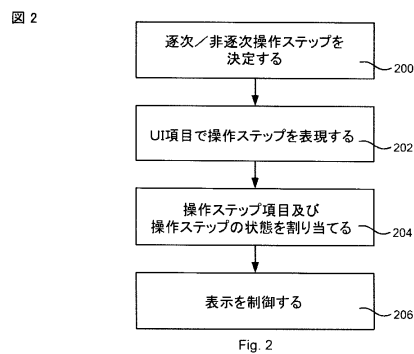 図 2
逐次／非逐次操作ステップを
決定する
200
UI項目で操作ステップを表現する
202
操作ステップ項目及び
操作ステップの状態を割り当てる
204
表示を制御する
206
Fig. 2